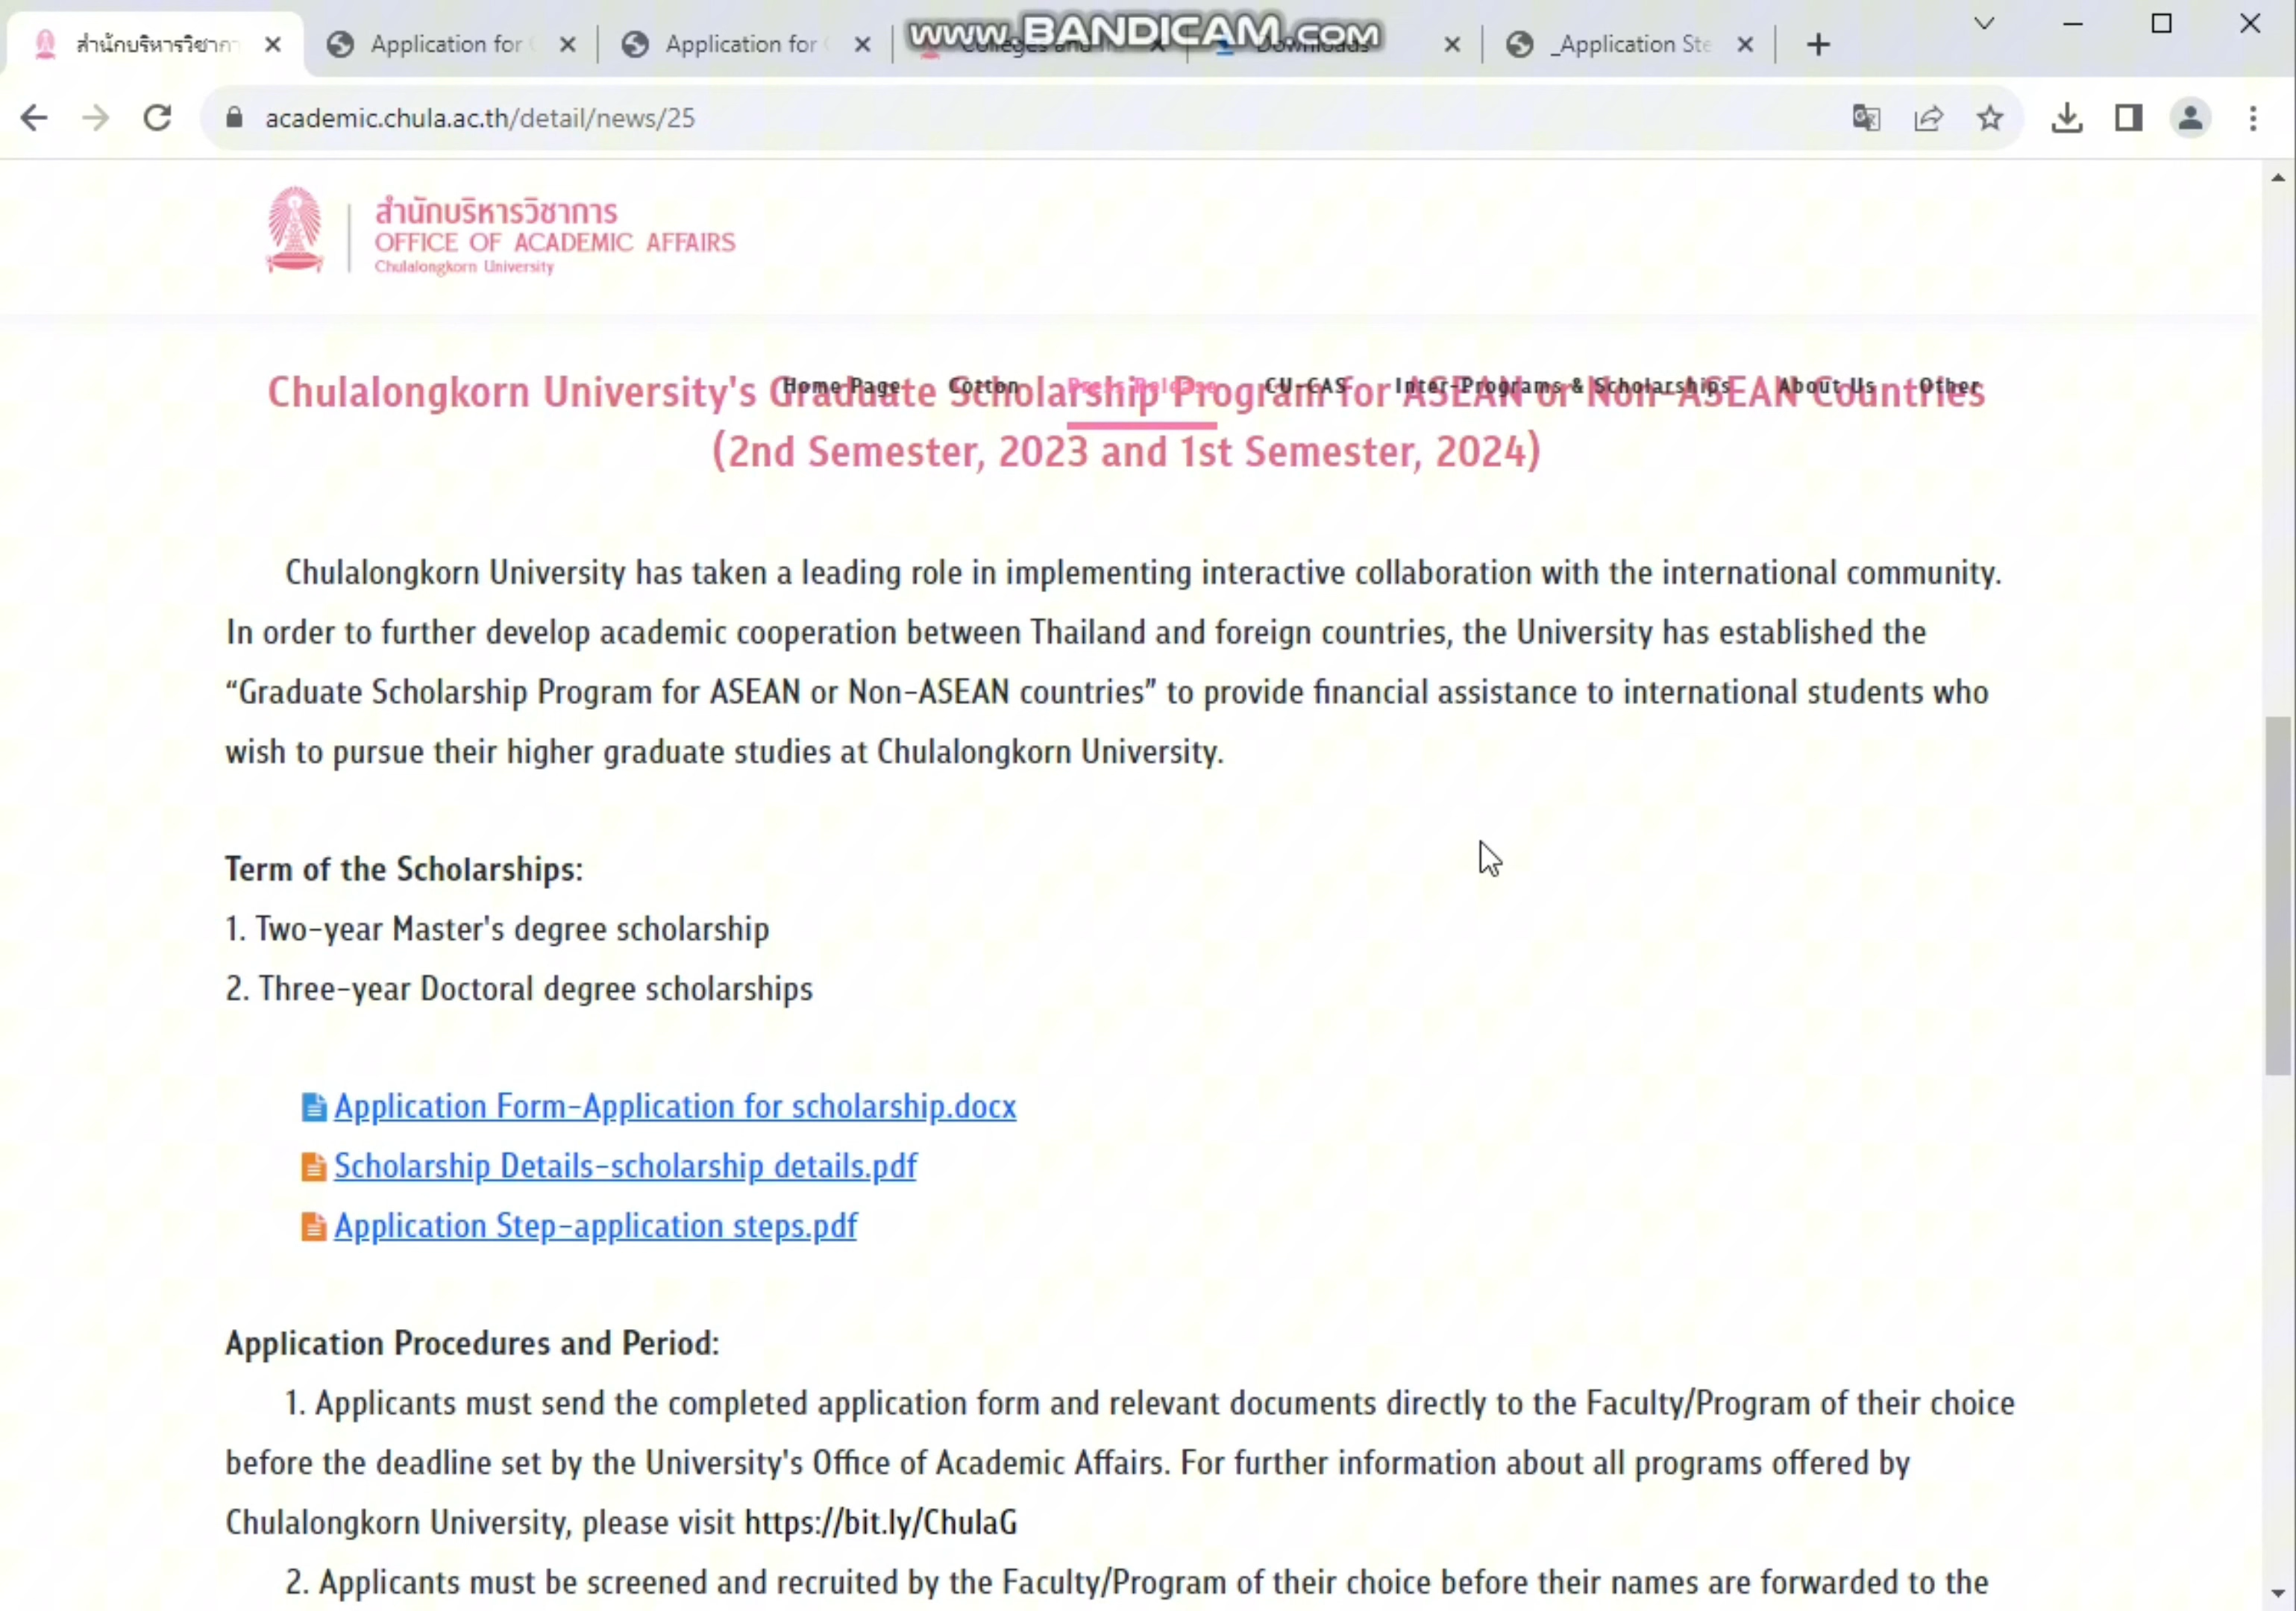 สำนักบริหารวิชากา
Application for
Application for
www.BANDICAM.com
Downloads
_Application Ste
academic.chula.ac.th/detail/news/25
สำนักบริหารวิชาการ
OFFICE OF ACADEMIC AFFAIRS
Chulalongkorn University
Home Page Cotton Press Release CU-CAS Inter-Programs & Scholarships About Us Other
Chulalongkorn University's Graduate Scholarship Program for ASEAN or Non-ASEAN Countries
(2nd Semester, 2023 and 1st Semester, 2024)
Chulalongkorn University has taken a leading role in implementing interactive collaboration with the international community.
In order to further develop academic cooperation between Thailand and foreign countries, the University has established the
“Graduate Scholarship Program for ASEAN or Non-ASEAN countries” to provide financial assistance to international students who
wish to pursue their higher graduate studies at Chulalongkorn University.
Term of the Scholarships:
1. Two-year Master's degree scholarship
2. Three-year Doctoral degree scholarships
Application Form-Application for scholarship.docx
Scholarship Details-scholarship details.pdf
Application Step-application steps.pdf
Application Procedures and Period:
1. Applicants must send the completed application form and relevant documents directly to the Faculty/Program of their choice
before the deadline set by the University's Office of Academic Affairs. For further information about all programs offered by
Chulalongkorn University, please visit https://bit.ly/ChulaG
2. Applicants must be screened and recruited by the Faculty/Program of their choice before their names are forwarded to the